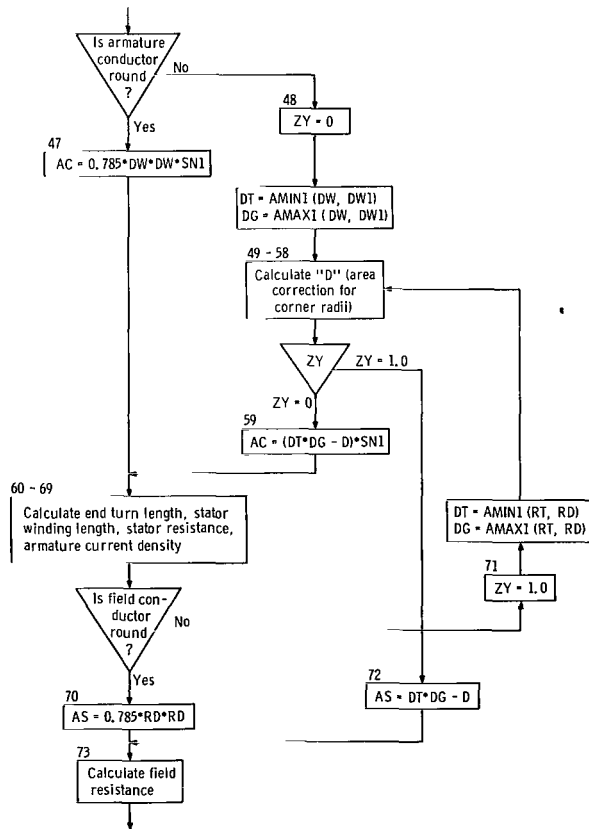 Is armature
conductor
round
?
No
Yes
47
AC = 0.785*DW*DW*SN1
48
ZY = 0
DT = AMIN1 (DW, DW1)
DG = AMAX1 (DW, DW1)
49 - 58
Calculate "D" (area
correction for
corner radii)
ZY
ZY = 1.0
ZY = 0
59
AC = (DT*DG - D)*SN1
60 - 69
Calculate end turn length, stator
winding length, stator resistance,
armature current density
DT = AMIN1 (RT, RD)
DG = AMAX1 (RT, RD)
71
ZY = 1.0
Is field con-
ductor
round
?
No
Yes
72
AS = DT*DG - D
70
AS = 0.785*RD*RD
73
Calculate field
resistance